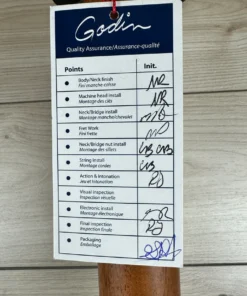 Godin
Quality Assurance/Assurance-qualité
Points Init.
Body/Neck finish
Fini manche-caisse
Machine head install
Montage des clés
Neck/Bridge install
Montage manche/chevalet
Fret Work
Fini frette
Neck/Bridge nut install
Montage des sillets
String install
Montage cordes
Action & Intonation
Jeu et Intonation
Visual inspection
Inspection visuelle
Electronic install
Montage électronique
Final inspection
Inspection finale
Packaging
Emballage